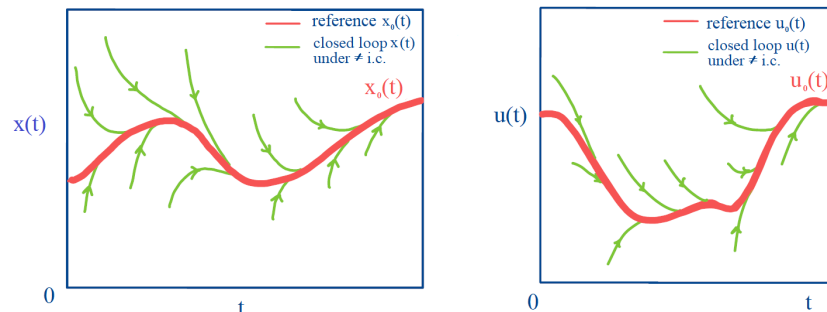 reference x₀(t)
closed loop x(t)
under ≠ i.c.
x₀(t)
x(t)
0
t
reference u₀(t)
closed loop u(t)
under ≠ i.c.
u₀(t)
u(t)
0
t